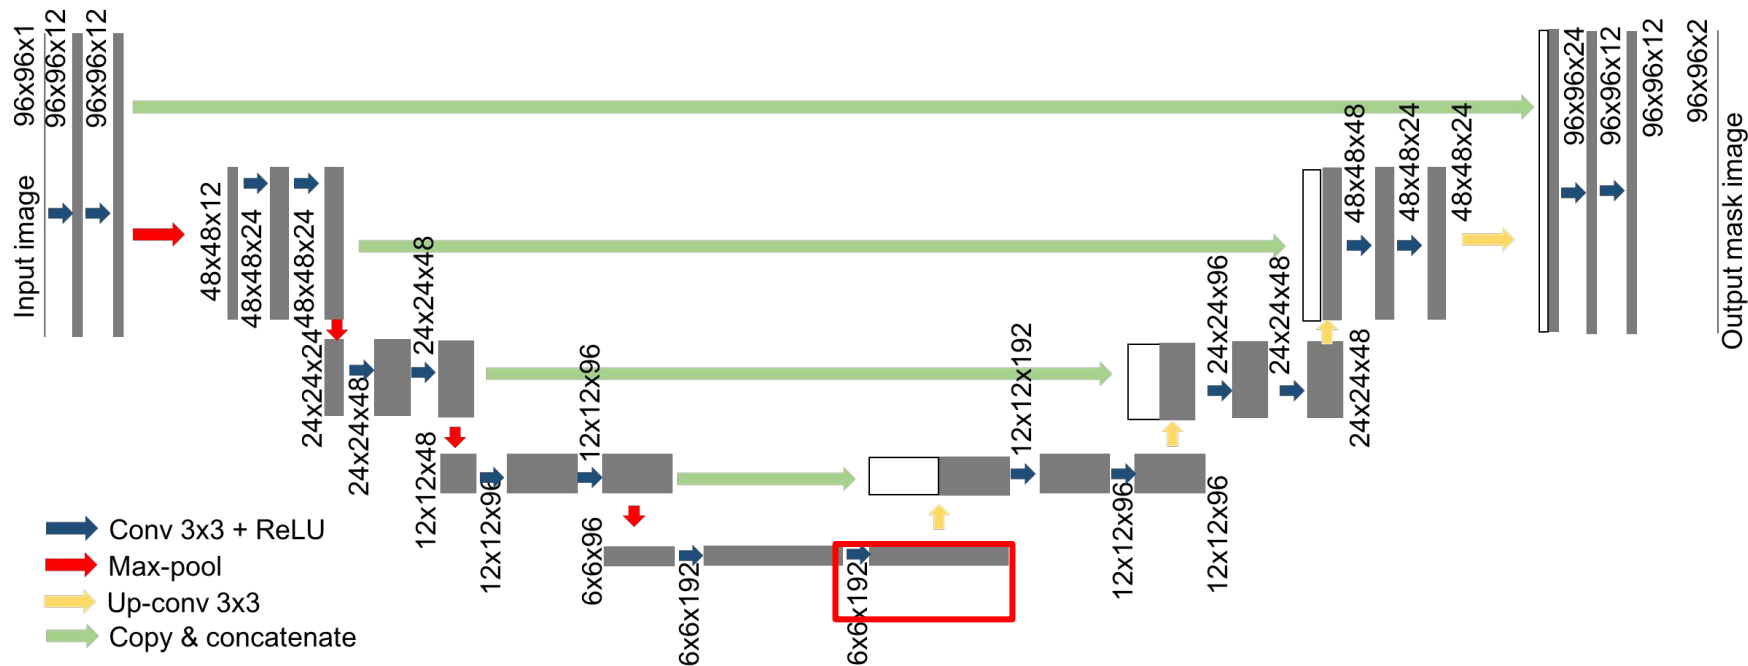 Input image
96x96x1
96x96x12
96x96x12
48x48x12
48x48x24
48x48x24
24x24x24
24x24x48
24x24x48
12x12x48
12x12x96
12x12x96
6x6x96
6x6x192
6x6x192
12x12x192
12x12x96
12x12x96
24x24x96
24x24x48
24x24x48
48x48x48
48x48x24
48x48x24
96x96x24
96x96x12
96x96x12
96x96x2
Output mask image
Conv 3x3 + ReLU
Max-pool
Up-conv 3x3
Copy & concatenate